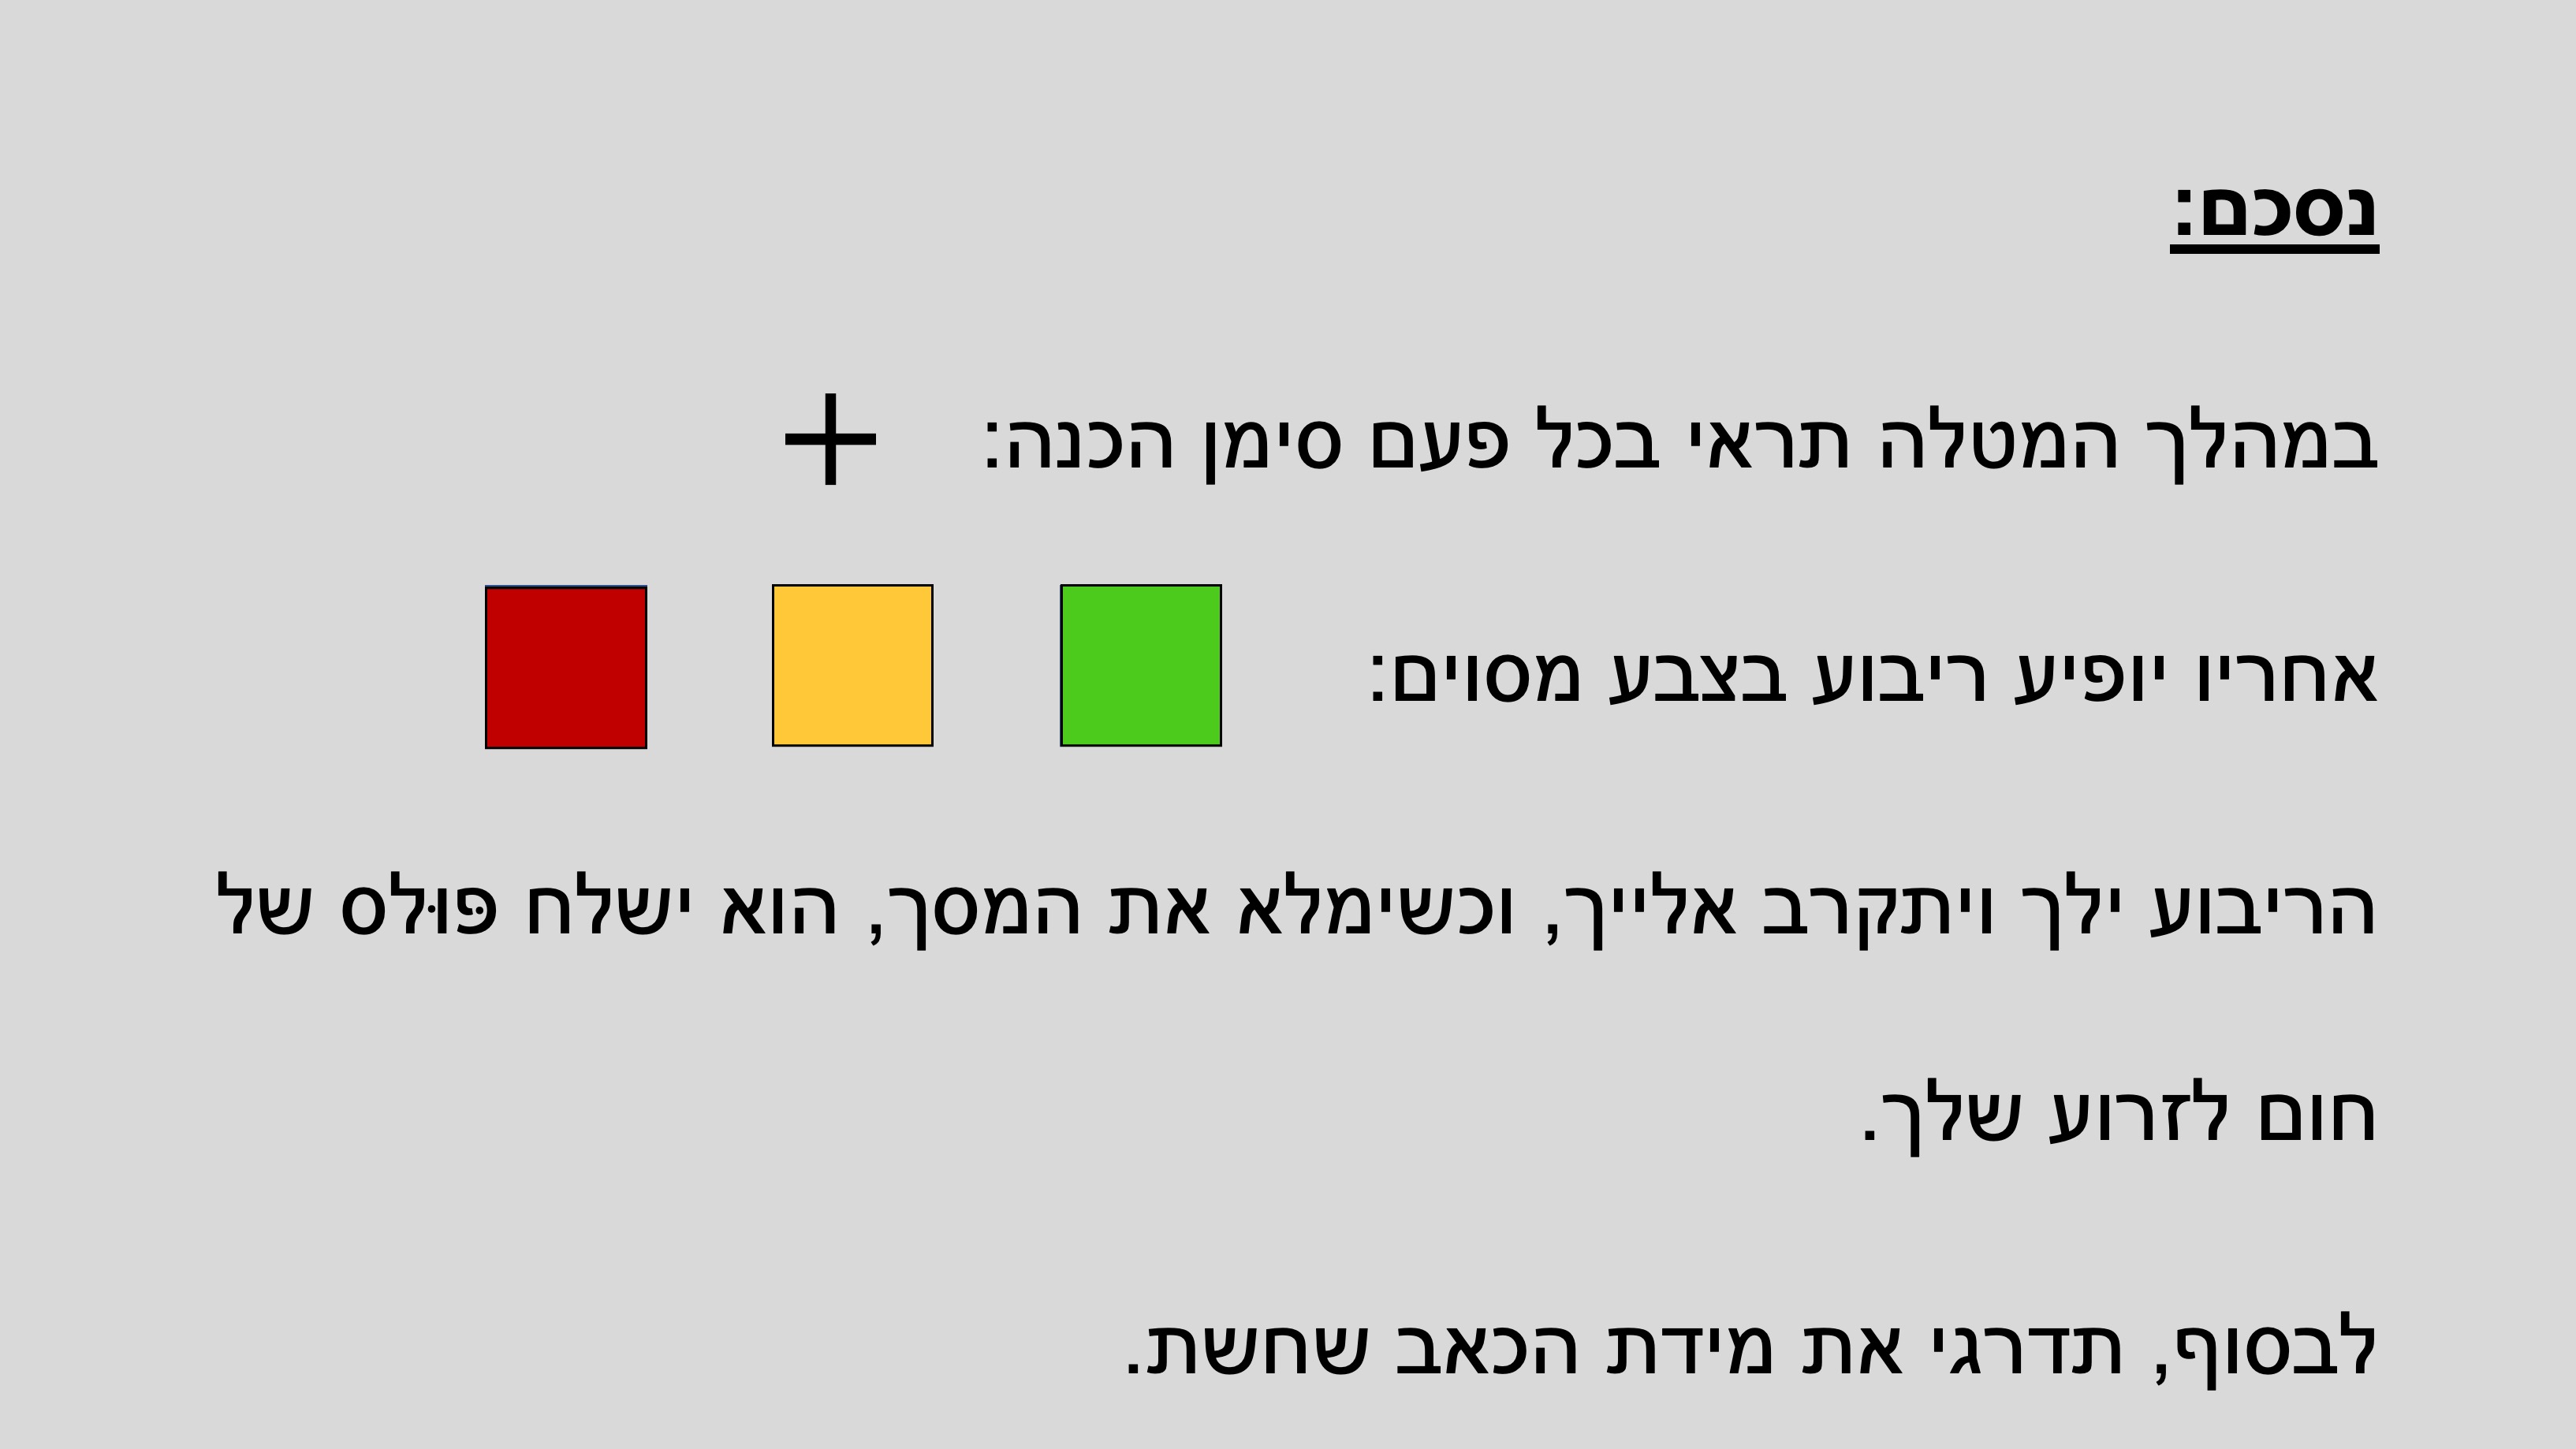 נסכם:
במהלך המטלה תראי בכל פעם סימן הכנה: +
אחריו יופיע ריבוע בצבע מסוים:
הריבוע ילך ויתקרב אלייך, וכשימלא את המסך, הוא ישלח פּוּלס של
חום לזרוע שלך.
לבסוף, תדרגי את מידת הכאב שחשת.